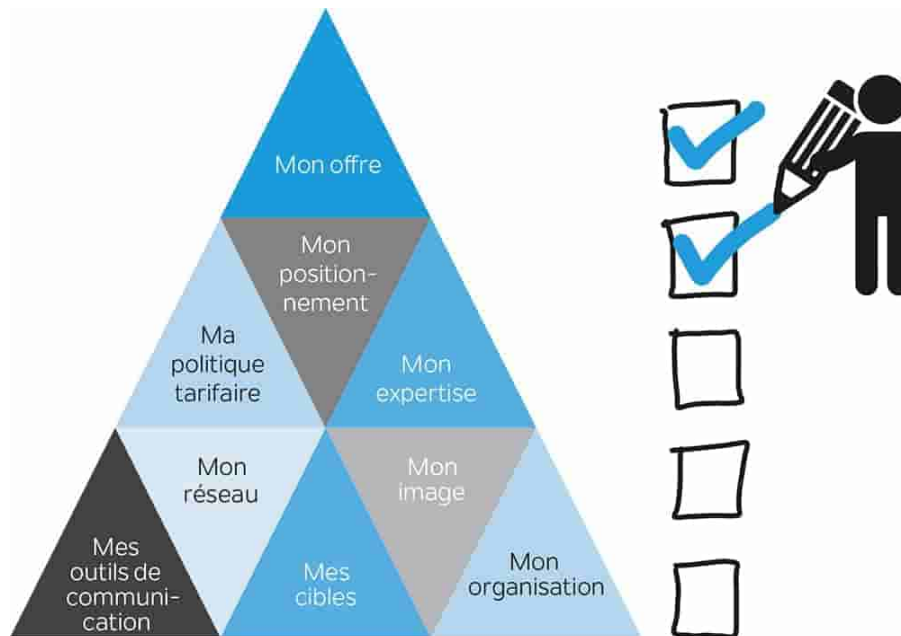 Mon offre
Mon
position-
nement
Ma
politique
tarifaire
Mon
expertise
Mon
réseau
Mon
image
Mes
outils de
communi-
cation
Mes
cibles
Mon
organisation